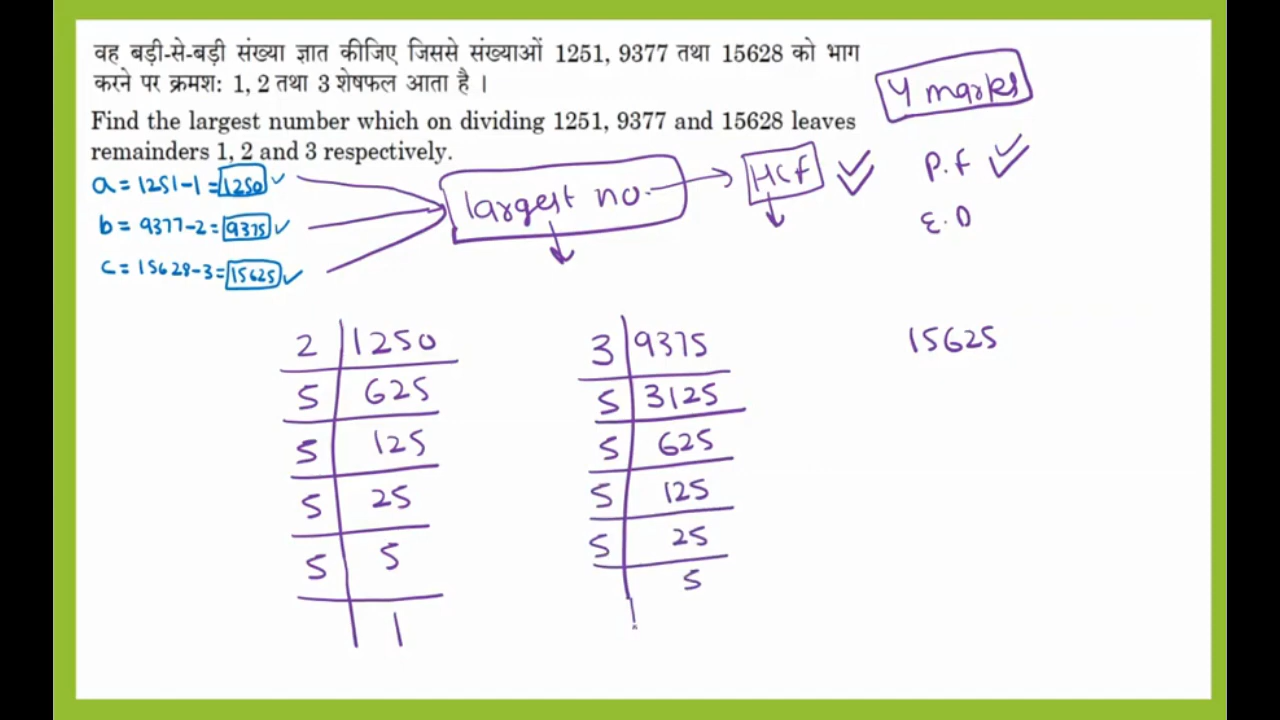 वह बड़ी-से-बड़ी संख्या ज्ञात कीजिए जिससे संख्याओं 1251, 9377 तथा 15628 को भाग
करने पर क्रमश: 1, 2 तथा 3 शेषफल आता है ।
Find the largest number which on dividing 1251, 9377 and 15628 leaves
remainders 1, 2 and 3 respectively.
4 marks
a = 1251-1 = 1250
b = 9377-2 = 9375
c = 15628-3 = 15625
largest no.
HCf
P.f
E.D
2 1250
5 625
5 125
5 25
5 5
1
3 9375
5 3125
5 625
5 125
5 25
5
15625